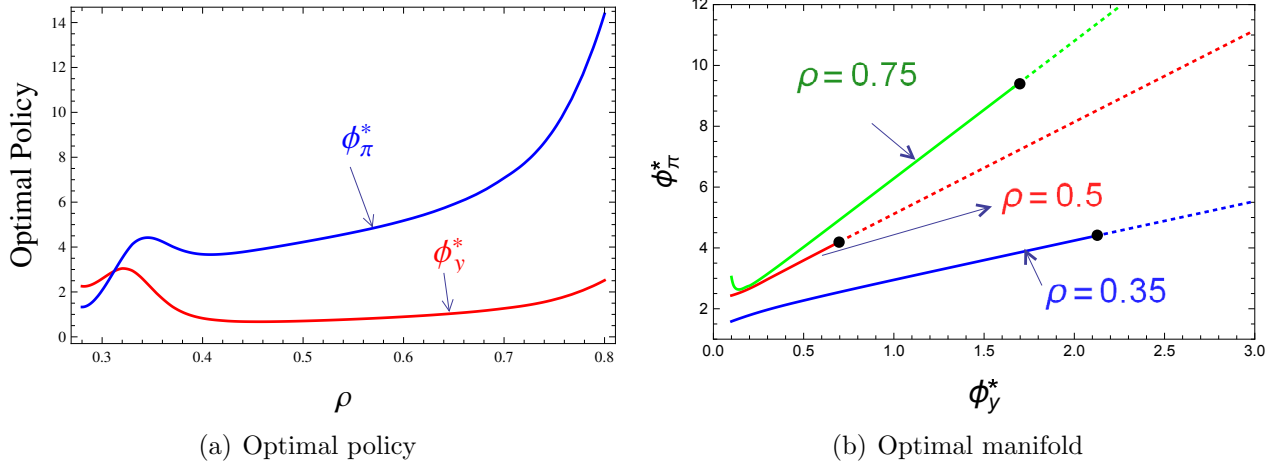 Optimal Policy
14
12
10
8
6
4
2
0
0.3
0.4
0.5
0.6
0.7
0.8
ϕ*π
ϕ*y
ρ
(a) Optimal policy
ϕ*π
12
10
8
6
4
2
0.0
0.5
1.0
1.5
2.0
2.5
3.0
ρ = 0.75
ρ = 0.5
ρ = 0.35
ϕ*y
(b) Optimal manifold